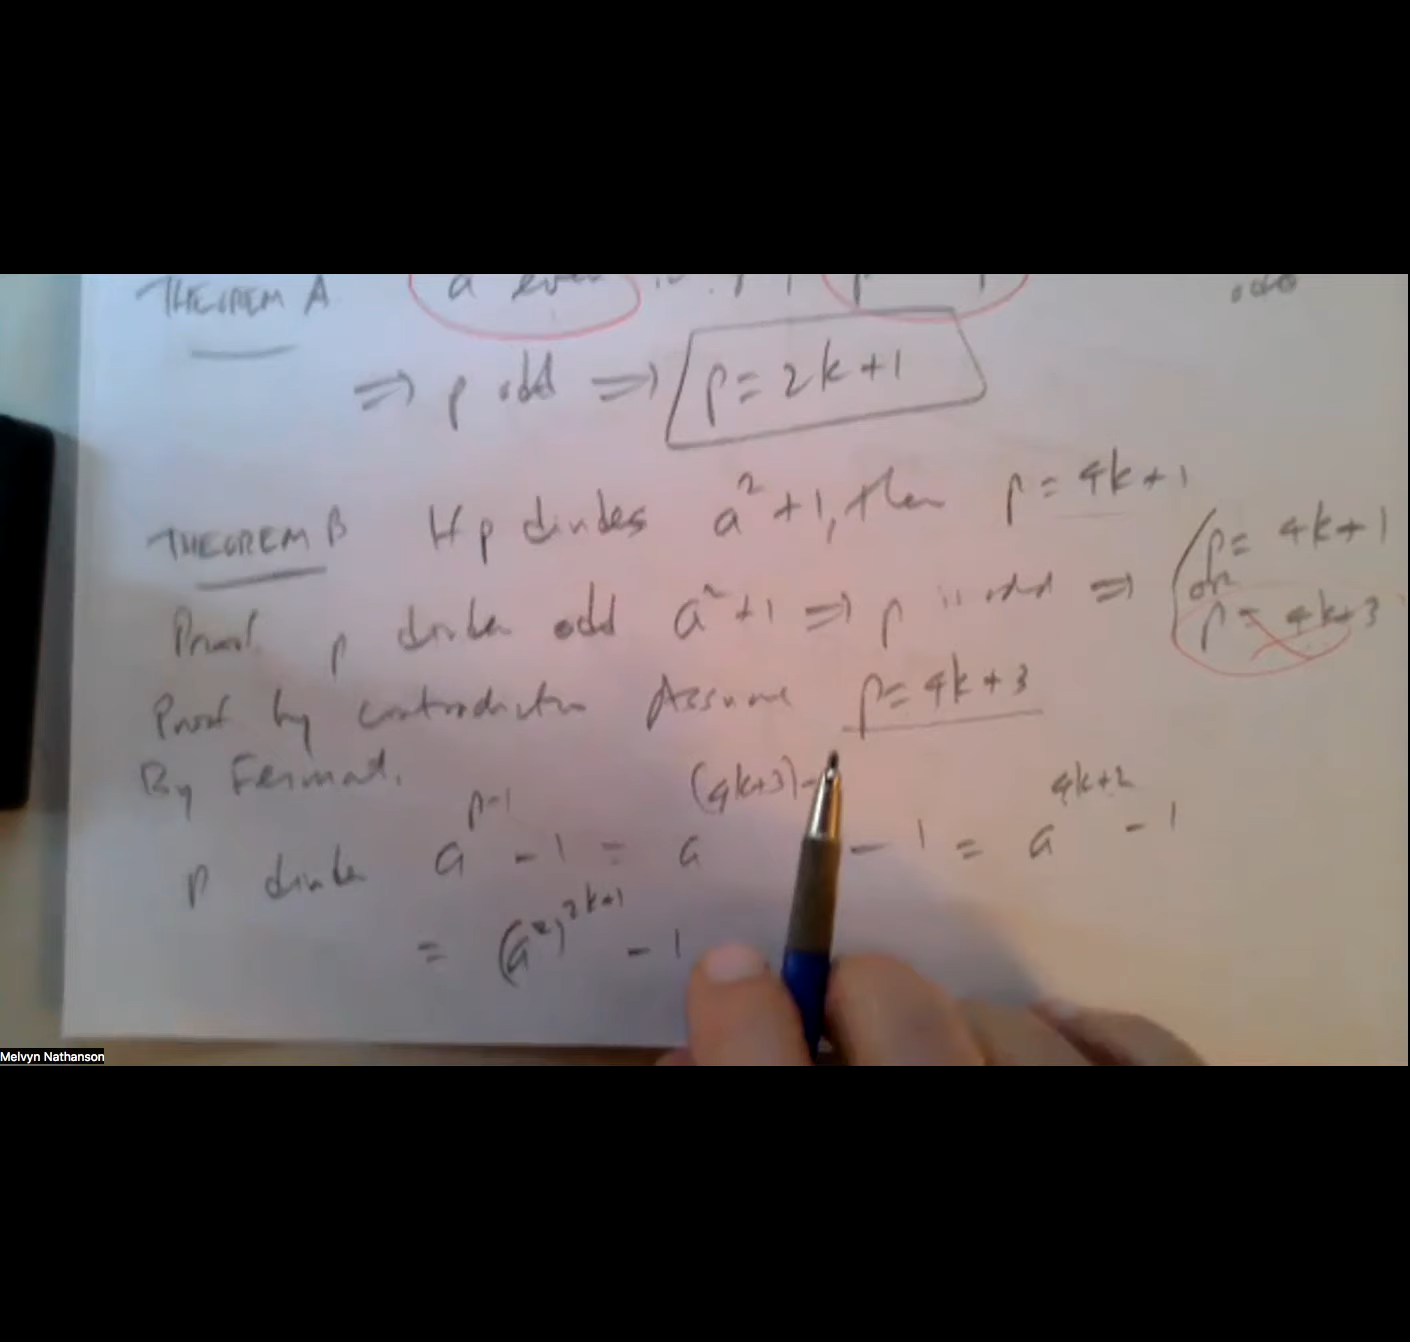 THEOREM A a even
⇒ p odd ⇒ p = 2k+1
THEOREM B If p divides a²+1, then p = 4k+1
Proof. p divides odd a²+1 ⇒ p is odd ⇒ p = 4k+1
or
p = 4k+3
Proof by contradiction Assume p = 4k+3
By Fermat.
p divides a^(p-1) - 1 = a^((4k+3)- - 1 = a^(4k+2) - 1
= (a²)^(2k+1) - 1
Melvyn Nathanson